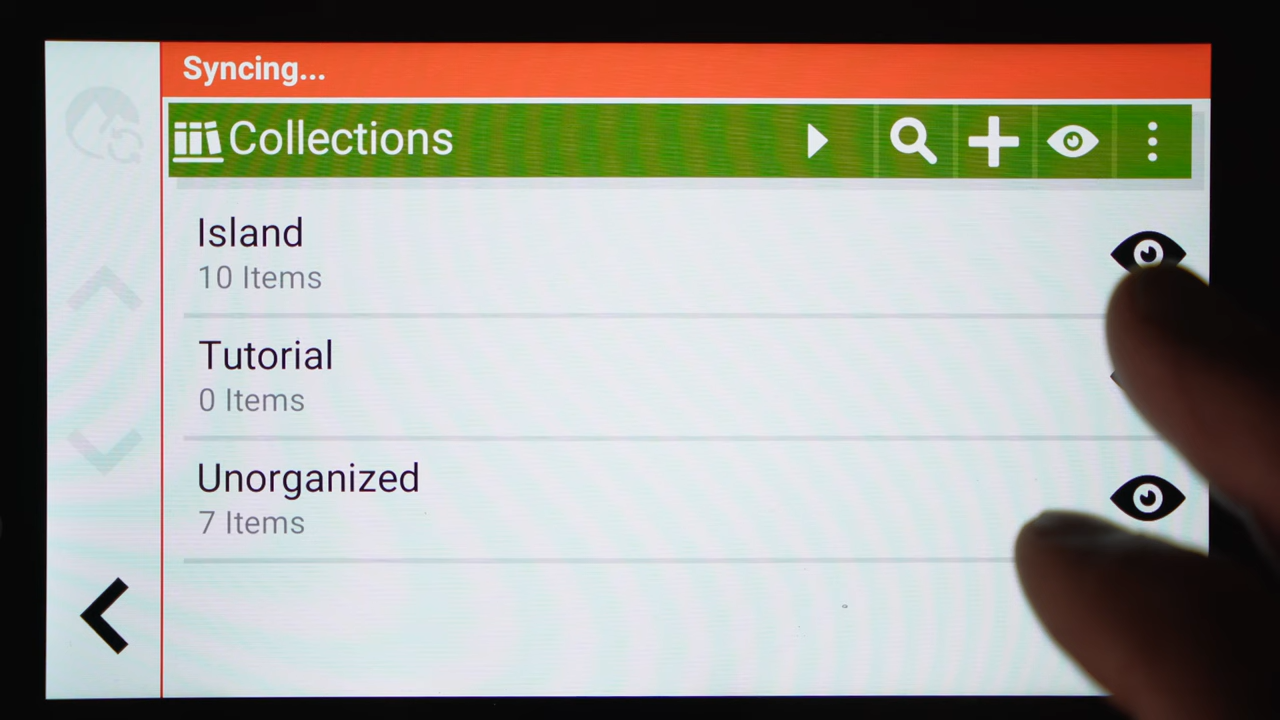 Syncing...
Collections
Island
10 Items
Tutorial
0 Items
Unorganized
7 Items